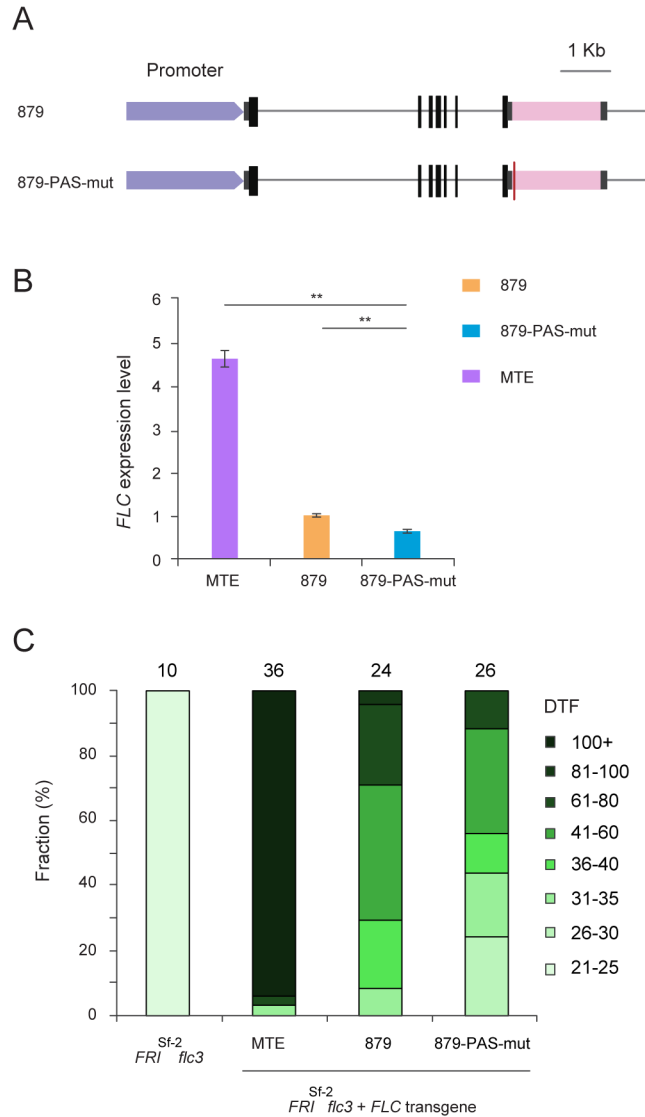 A
1 Kb
Promoter
879
879-PAS-mut
B
FLC expression level
6
5
4
3
2
1
0
**
**
MTE
879
879-PAS-mut
879
879-PAS-mut
MTE
C
10
36
24
26
Fraction (%)
100
80
60
40
20
0
DTF
100+
81-100
61-80
41-60
36-40
31-35
26-30
21-25
FRI Sf-2 flc3
MTE
879
879-PAS-mut
FRI Sf-2 flc3 + FLC transgene